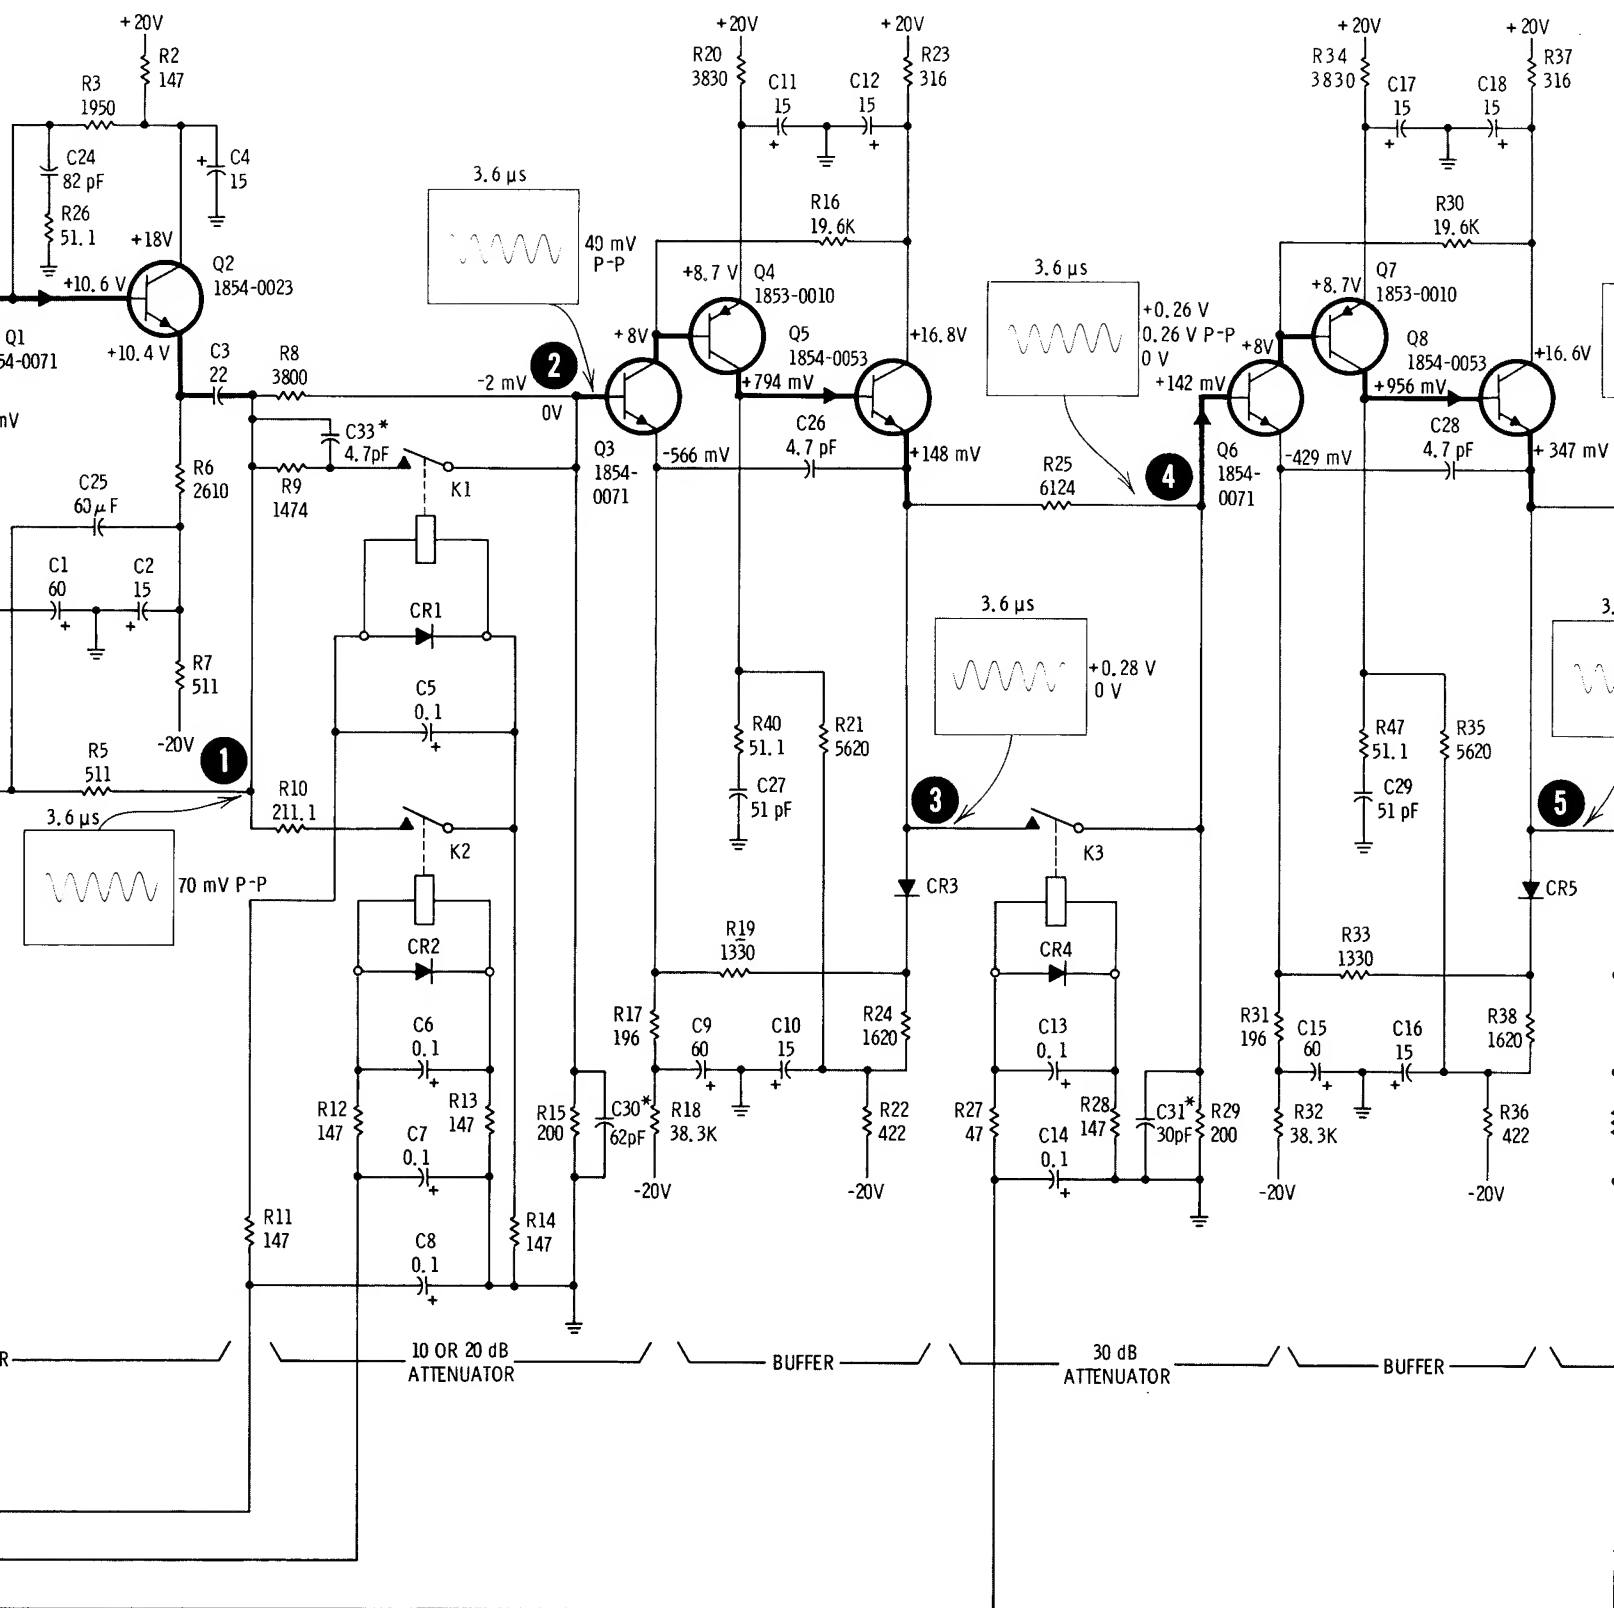 +20V
R2
147
R3
1950
C24
82 pF
R26
51.1
C4
15
+
+18V
+10.6 V
Q2
1854-0023
Q1
54-0071
+10.4 V
mV
C3
22
R8
3800
C33*
4.7pF
R9
1474
K1
R6
2610
C25
60µF
C1
60
+
C2
15
+
R7
511
-20V
1
R5
511
3.6 µs
70 mV P-P
R10
211.1
K2
CR1
C5
0.1
+
CR2
C6
0.1
+
R12
147
R13
147
C7
0.1
+
R11
147
R14
147
C8
0.1
+
R
10 OR 20 dB
ATTENUATOR
3.6 µs
40 mV
P-P
2
-2 mV
0V
+20V
R20
3830
C11
15
+
C12
15
+
+20V
R23
316
R16
19.6K
+8.7 V
Q4
1853-0010
+8V
Q5
1854-0053
+16.8V
+794 mV
Q3
1854-
0071
-566 mV
C26
4.7 pF
+148 mV
R40
51.1
C27
51 pF
R21
5620
3
3.6 µs
+0.28 V
0 V
CR3
R19
1330
R17
196
C9
60
+
C10
15
+
R24
1620
R15
200
C30*
62pF
R18
38.3K
-20V
R22
422
-20V
BUFFER
3.6 µs
+0.26 V
0.26 V P-P
0 V
+142 mV
4
R25
6124
K3
CR4
C13
0.1
+
R27
47
R28
147
C14
0.1
+
C31*
30pF
R29
200
30 dB
ATTENUATOR
+20V
R34
3830
C17
15
+
C18
15
+
+20V
R37
316
R30
19.6K
+8.7V
Q7
1853-0010
+8V
Q8
1854-0053
+16.6V
+956 mV
Q6
1854-
0071
-429 mV
C28
4.7 pF
+ 347 mV
R47
51.1
C29
51 pF
R35
5620
3.
5
CR5
R33
1330
R31
196
C15
60
+
C16
15
+
R38
1620
R32
38.3K
-20V
R36
422
-20V
BUFFER